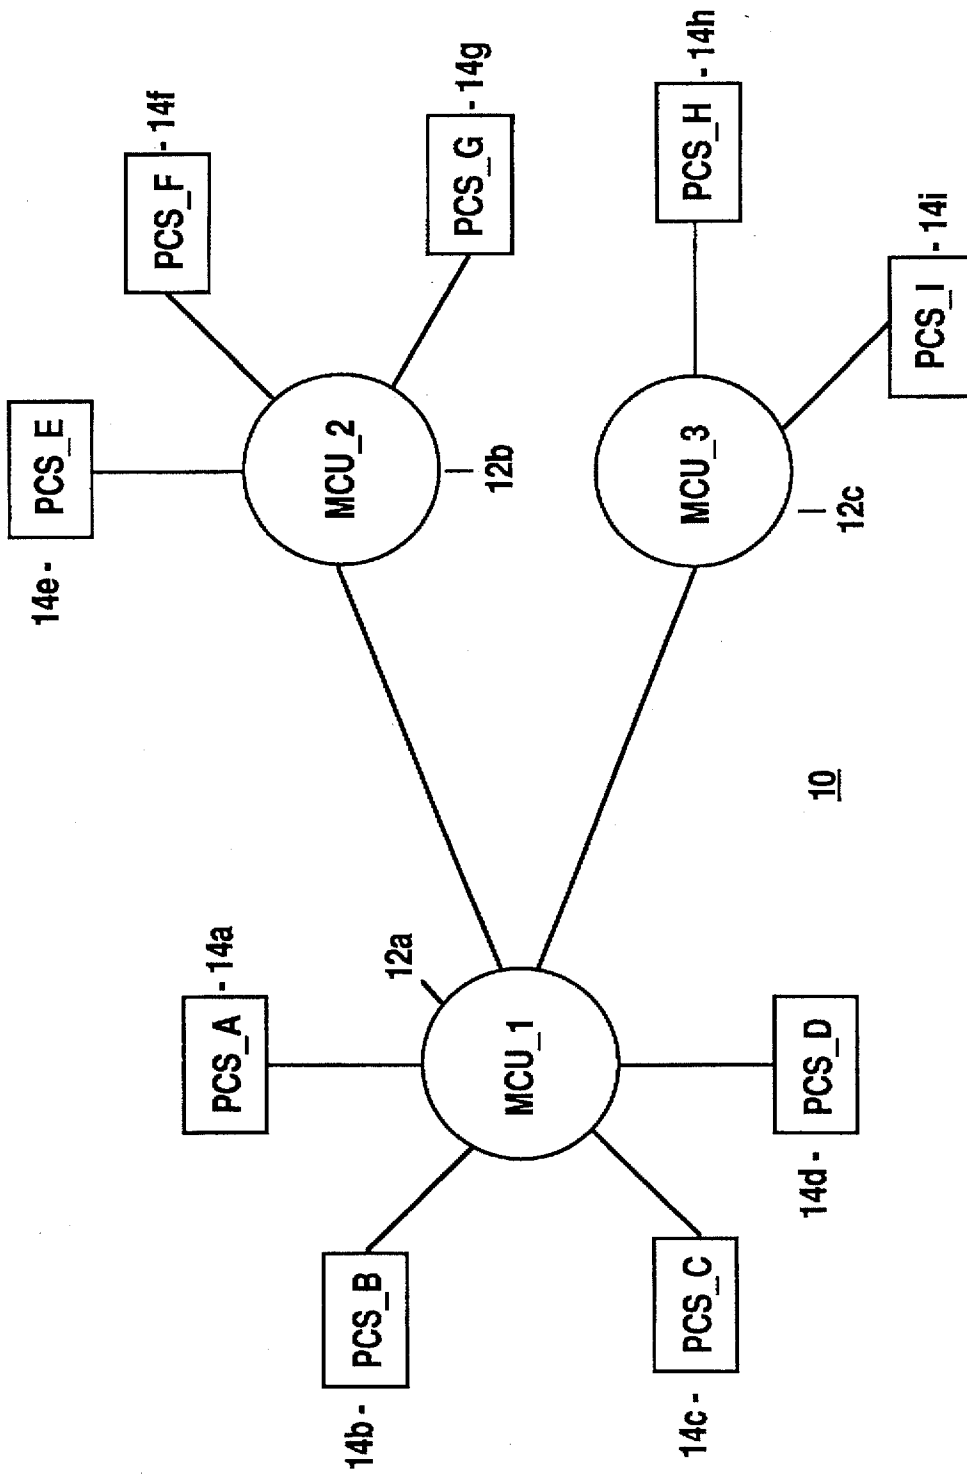 PCS_E
14e -
PCS_F
- 14f
PCS_A
- 14a
MCU_2
12b
PCS_G
- 14g
PCS_B
14b -
12a
MCU_1
PCS_C
14c -
PCS_D
14d -
10
MCU_3
12c
PCS_H
- 14h
PCS_I
- 14i